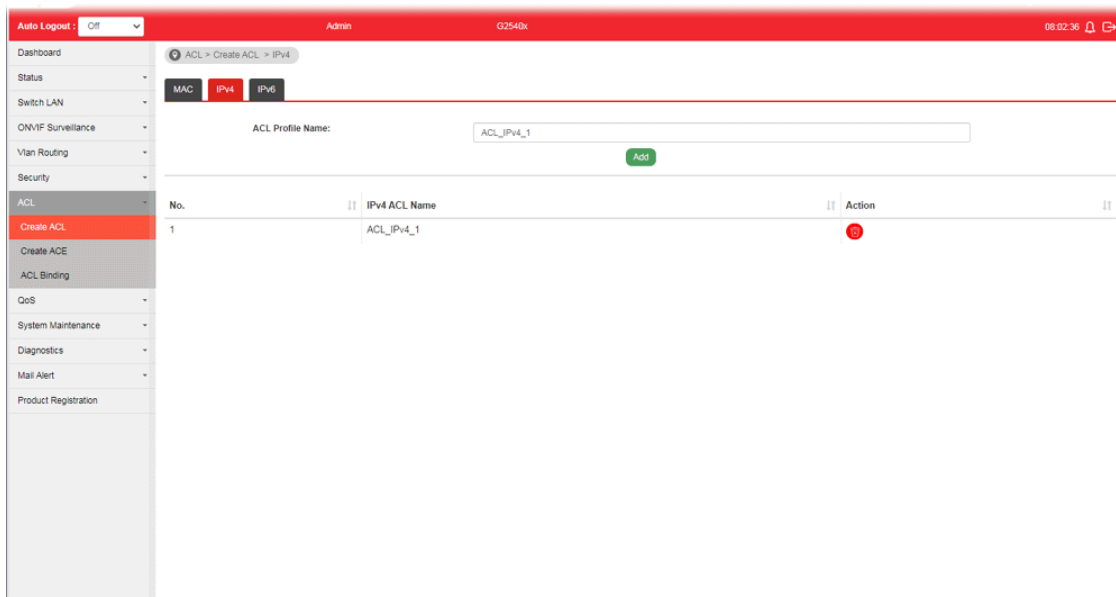 Auto Logout : Off Admin G2540x 08:02:36
Dashboard
Status
Switch LAN
ONVIF Surveillance
Vlan Routing
Security
ACL
Create ACL
Create ACE
ACL Binding
QoS
System Maintenance
Diagnostics
Mail Alert
Product Registration
ACL > Create ACL > IPv4
MAC IPv4 IPv6
ACL Profile Name: ACL_IPv4_1
Add
No. IPv4 ACL Name Action
1 ACL_IPv4_1